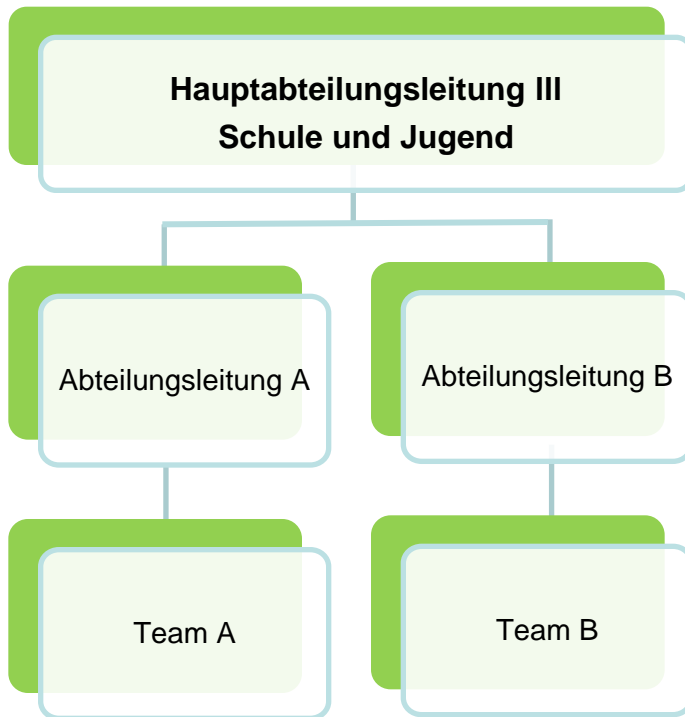 Hauptabteilungsleitung III
Schule und Jugend
Abteilungsleitung A
Abteilungsleitung B
Team A
Team B